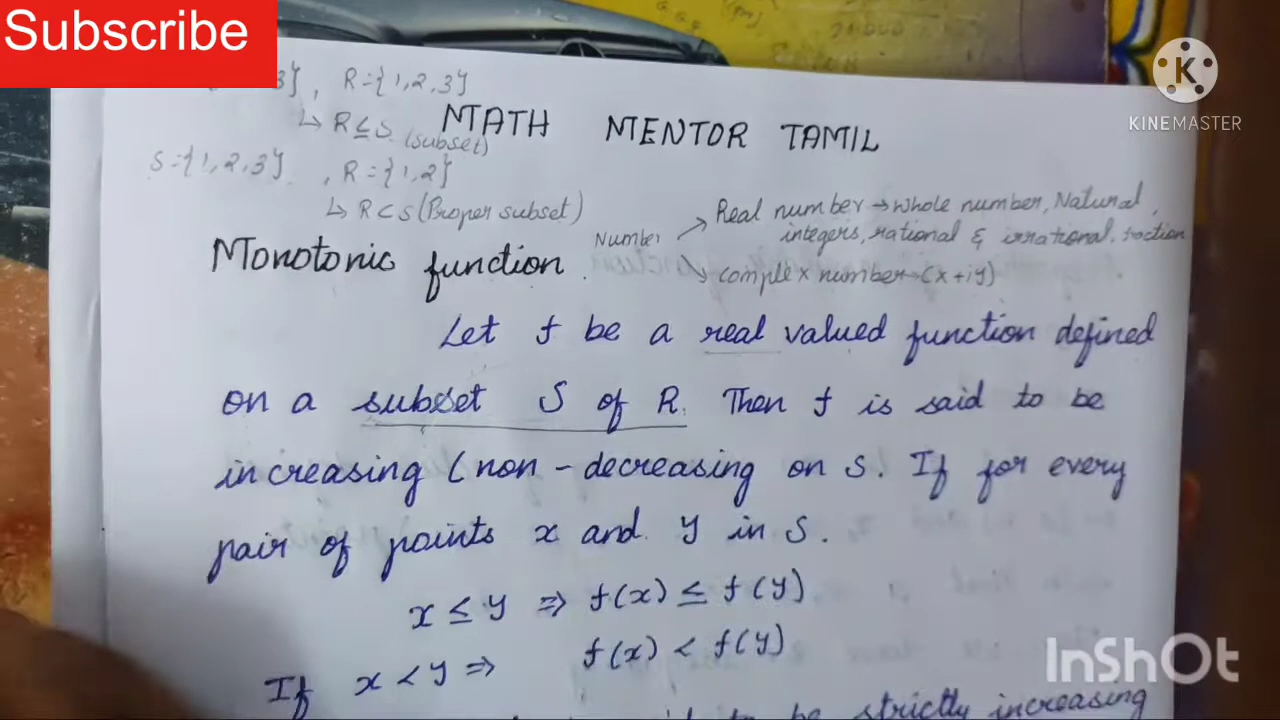 Subscribe
3} , R={1,2,3}
↳ R⊆S (subset)
MATH MENTOR TAMIL
K
KINEMASTER
S={1,2,3} , R={1,2}
↳ R⊂S (Proper subset)
Number → Real number → Whole number, Natural,
integers, rational & irrational, fraction
↘ complex number → (x+iy)
Monotonic function
Let f be a real valued function defined
on a subset S of R. Then f is said to be
increasing (non-decreasing on S. If for every
pair of points x and y in S.
x ≤ y ⇒ f(x) ≤ f(y)
If x < y ⇒ f(x) < f(y)
to be strictly increasing
InShOt